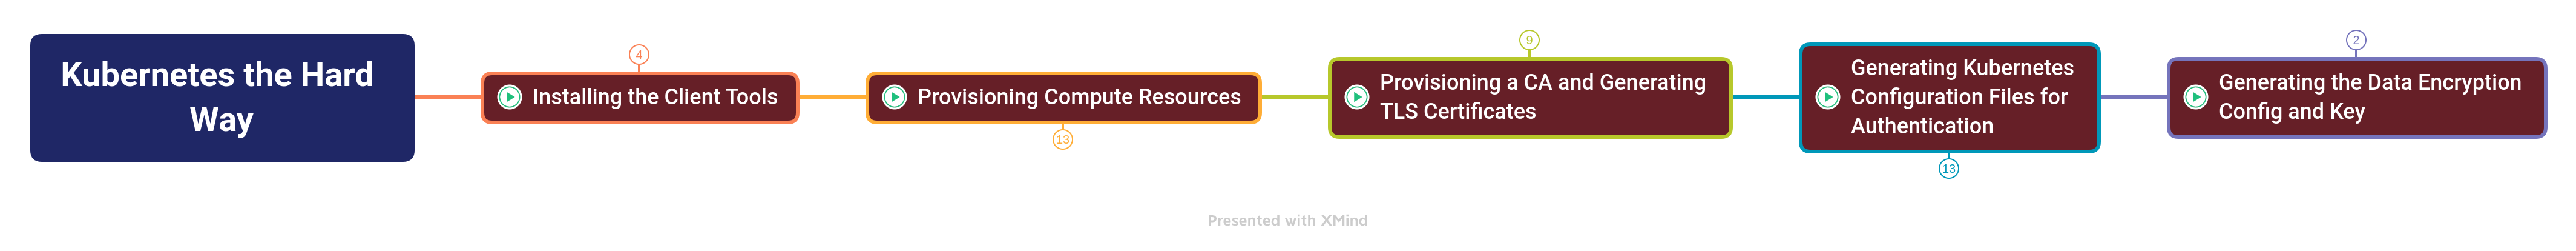 Kubernetes the Hard
Way
4
Installing the Client Tools
Provisioning Compute Resources
13
9
Provisioning a CA and Generating
TLS Certificates
Generating Kubernetes
Configuration Files for
Authentication
13
2
Generating the Data Encryption
Config and Key
Presented with XMind